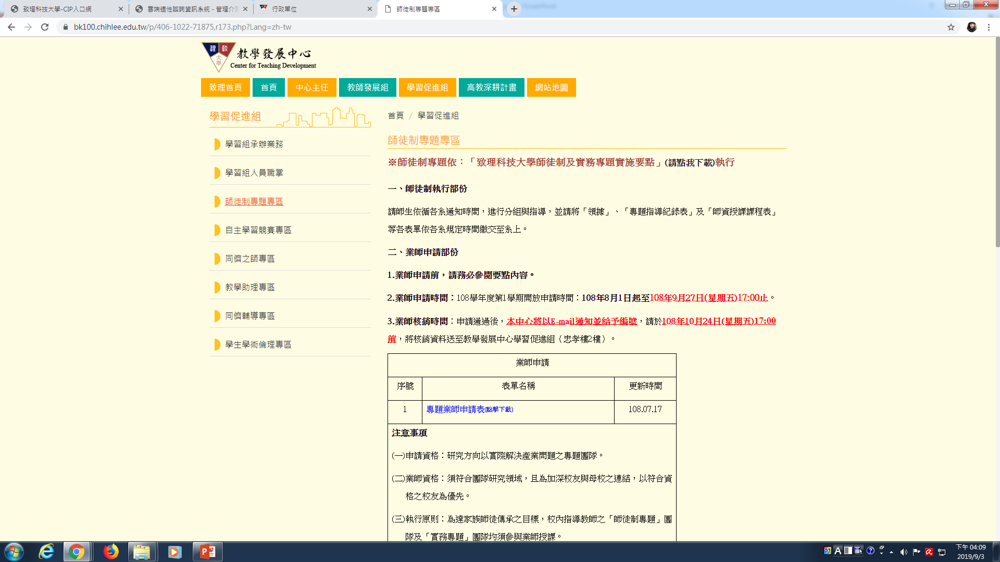 致理科技大學-CIP入口網
雲端適性諮詢資訊系統 - 管理介
行政單位
師徒制專題專區
bk100.chihlee.edu.tw/p/406-1022-71875,r173.php?Lang=zh-tw
理 致 大學
教學發展中心
Center for Teaching Development
致理首頁 首頁 中心主任 教師發展組 學習促進組 高教深耕計畫 網站地圖
學習促進組
學習組承辦業務
學習組人員職掌
師徒制專題專區
自主學習競賽專區
同儕之師專區
教學助理專區
同儕輔導專區
學生學術倫理專區
首頁 / 學習促進組
師徒制專題專區
※師徒制專題依：「致理科技大學師徒制及實務專題實施要點」(請點我下載)執行
一、師徒制執行部份
請師生依循各系通知時間，進行分組與指導，並請將「領據」、「專題指導紀錄表」及「師資授課課程表」
等各表單依各系規定時間繳交至系上。
二、業師申請部份
1.業師申請前，請務必參閱要點內容。
2.業師申請時間：108學年度第1學期開放申請時間：108年8月1日起至108年9月27日(星期五)17:00止。
3.業師核銷時間：申請通過後，本中心將以E-mail通知並給予編號，請於108年10月24日(星期五)17:00
前，將核銷資料送至教學發展中心學習促進組（忠孝樓2樓）。
業師申請
序號 表單名稱 更新時間
1 專題業師申請表(點擊下載) 108.07.17
注意事項
(一)申請資格：研究方向以實際解決產業問題之專題團隊。
(二)業師資格：須符合團隊研究領域，且為加深校友與母校之連結，以符合資
格之校友為優先。
(三)執行原則：為達家族師徒傳承之目標，校內指導教師之「師徒制專題」團
隊及「實務專題」團隊均須參與業師授課。
下午 04:09
2019/9/3